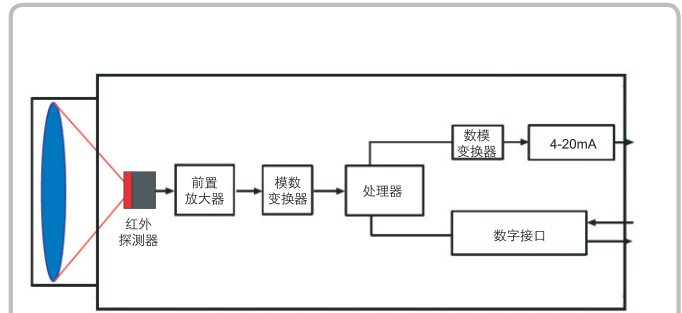 数模
变换器
4-20mA
前置
放大器
模数
变换器
处理器
红外
探测器
数字接口